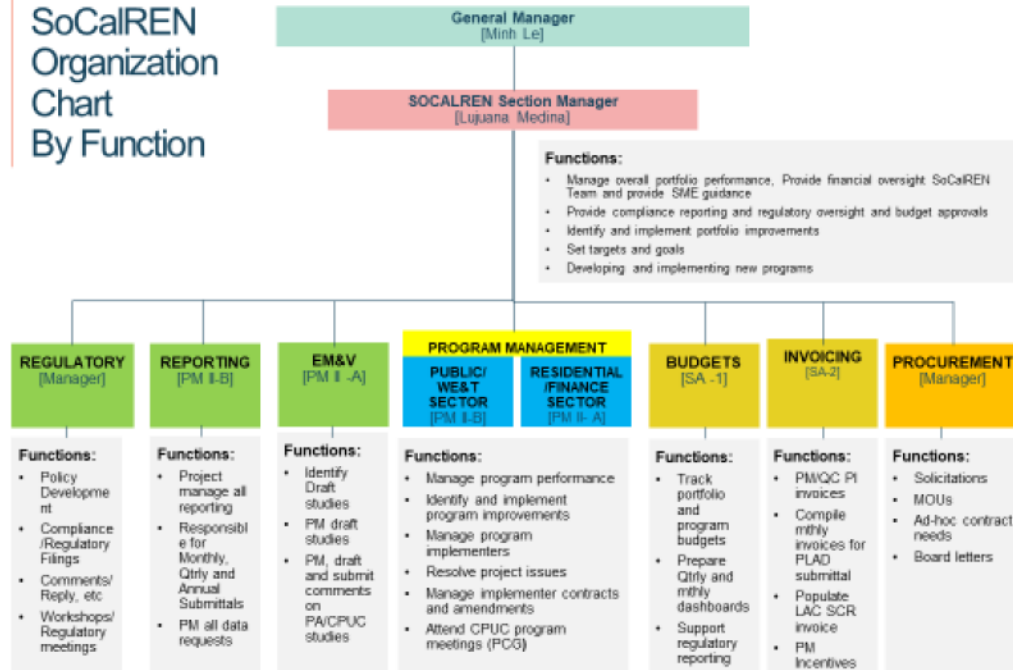 SoCalREN
Organization
Chart
By Function
General Manager
[Minh Le]
SOCALREN Section Manager
[Lujuana Medina]
Functions:
• Manage overall portfolio performance, Provide financial oversight SoCalREN
Team and provide SME guidance
• Provide compliance reporting and regulatory oversight and budget approvals
• Identify and implement portfolio improvements
• Set targets and goals
• Developing and implementing new programs
REGULATORY
[Manager]
Functions:
• Policy
Developme
nt
• Compliance
/Regulatory
Filings
• Comments/
Reply, etc
• Workshops/
Regulatory
meetings
REPORTING
[PM II-B]
Functions:
• Project
manage all
reporting
• Responsibl
e for
Monthly,
Qtrly and
Annual
Submittals
• PM all data
requests
EM&V
[PM II -A]
Functions:
• Identify
Draft
studies
• PM draft
studies
• PM, draft
and submit
comments
on
PA/CPUC
studies
PROGRAM MANAGEMENT
PUBLIC/
WE&T
SECTOR
[PM II-B]
RESIDENTIAL
/FINANCE
SECTOR
[PM II- A]
Functions:
• Manage program performance
• Identify and implement
program improvements
• Manage program
implementers
• Resolve project issues
• Manage implementer contracts
and amendments
• Attend CPUC program
meetings (PCG)
BUDGETS
[SA -1]
Functions:
• Track
portfolio
and
program
budgets
• Prepare
Qtrly and
mthly
dashboards
• Support
regulatory
reporting
INVOICING
[SA-2]
Functions:
• PM/QC PI
invoices
• Compile
mthly
invoices for
PLAD
submittal
• Populate
LAC SCR
invoice
• PM
Incentives
PROCUREMENT
[Manager]
Functions:
• Solicitations
• MOUs
• Ad-hoc contract
needs
• Board letters